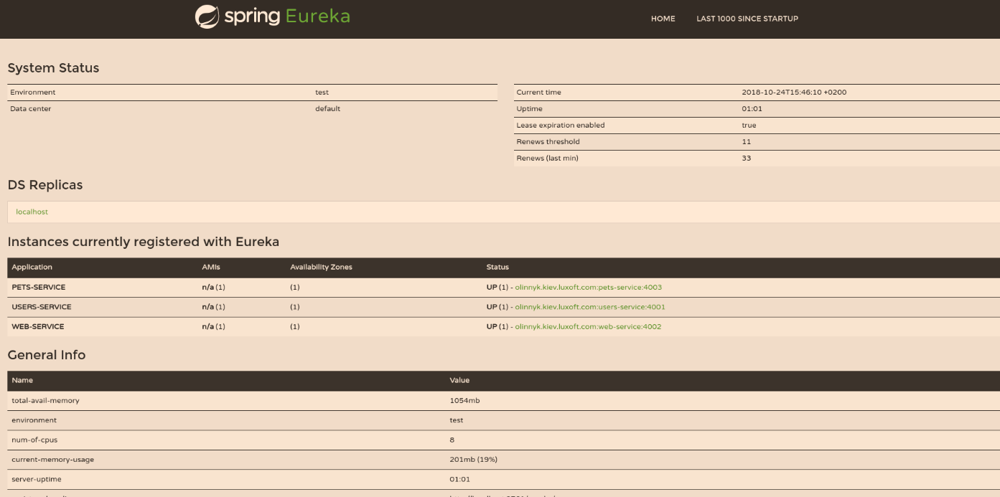 spring Eureka
HOME LAST 1000 SINCE STARTUP
System Status
Environment test
Data center default
Current time 2018-10-24T15:46:10 +0200
Uptime 01:01
Lease expiration enabled true
Renews threshold 11
Renews (last min) 33
DS Replicas
localhost
Instances currently registered with Eureka
Application AMIs Availability Zones Status
PETS-SERVICE n/a (1) (1) UP (1) - olinnyk.kiev.luxoft.com:pets-service:4003
USERS-SERVICE n/a (1) (1) UP (1) - olinnyk.kiev.luxoft.com:users-service:4001
WEB-SERVICE n/a (1) (1) UP (1) - olinnyk.kiev.luxoft.com:web-service:4002
General Info
Name Value
total-avail-memory 1054mb
environment test
num-of-cpus 8
current-memory-usage 201mb (19%)
server-uptime 01:01